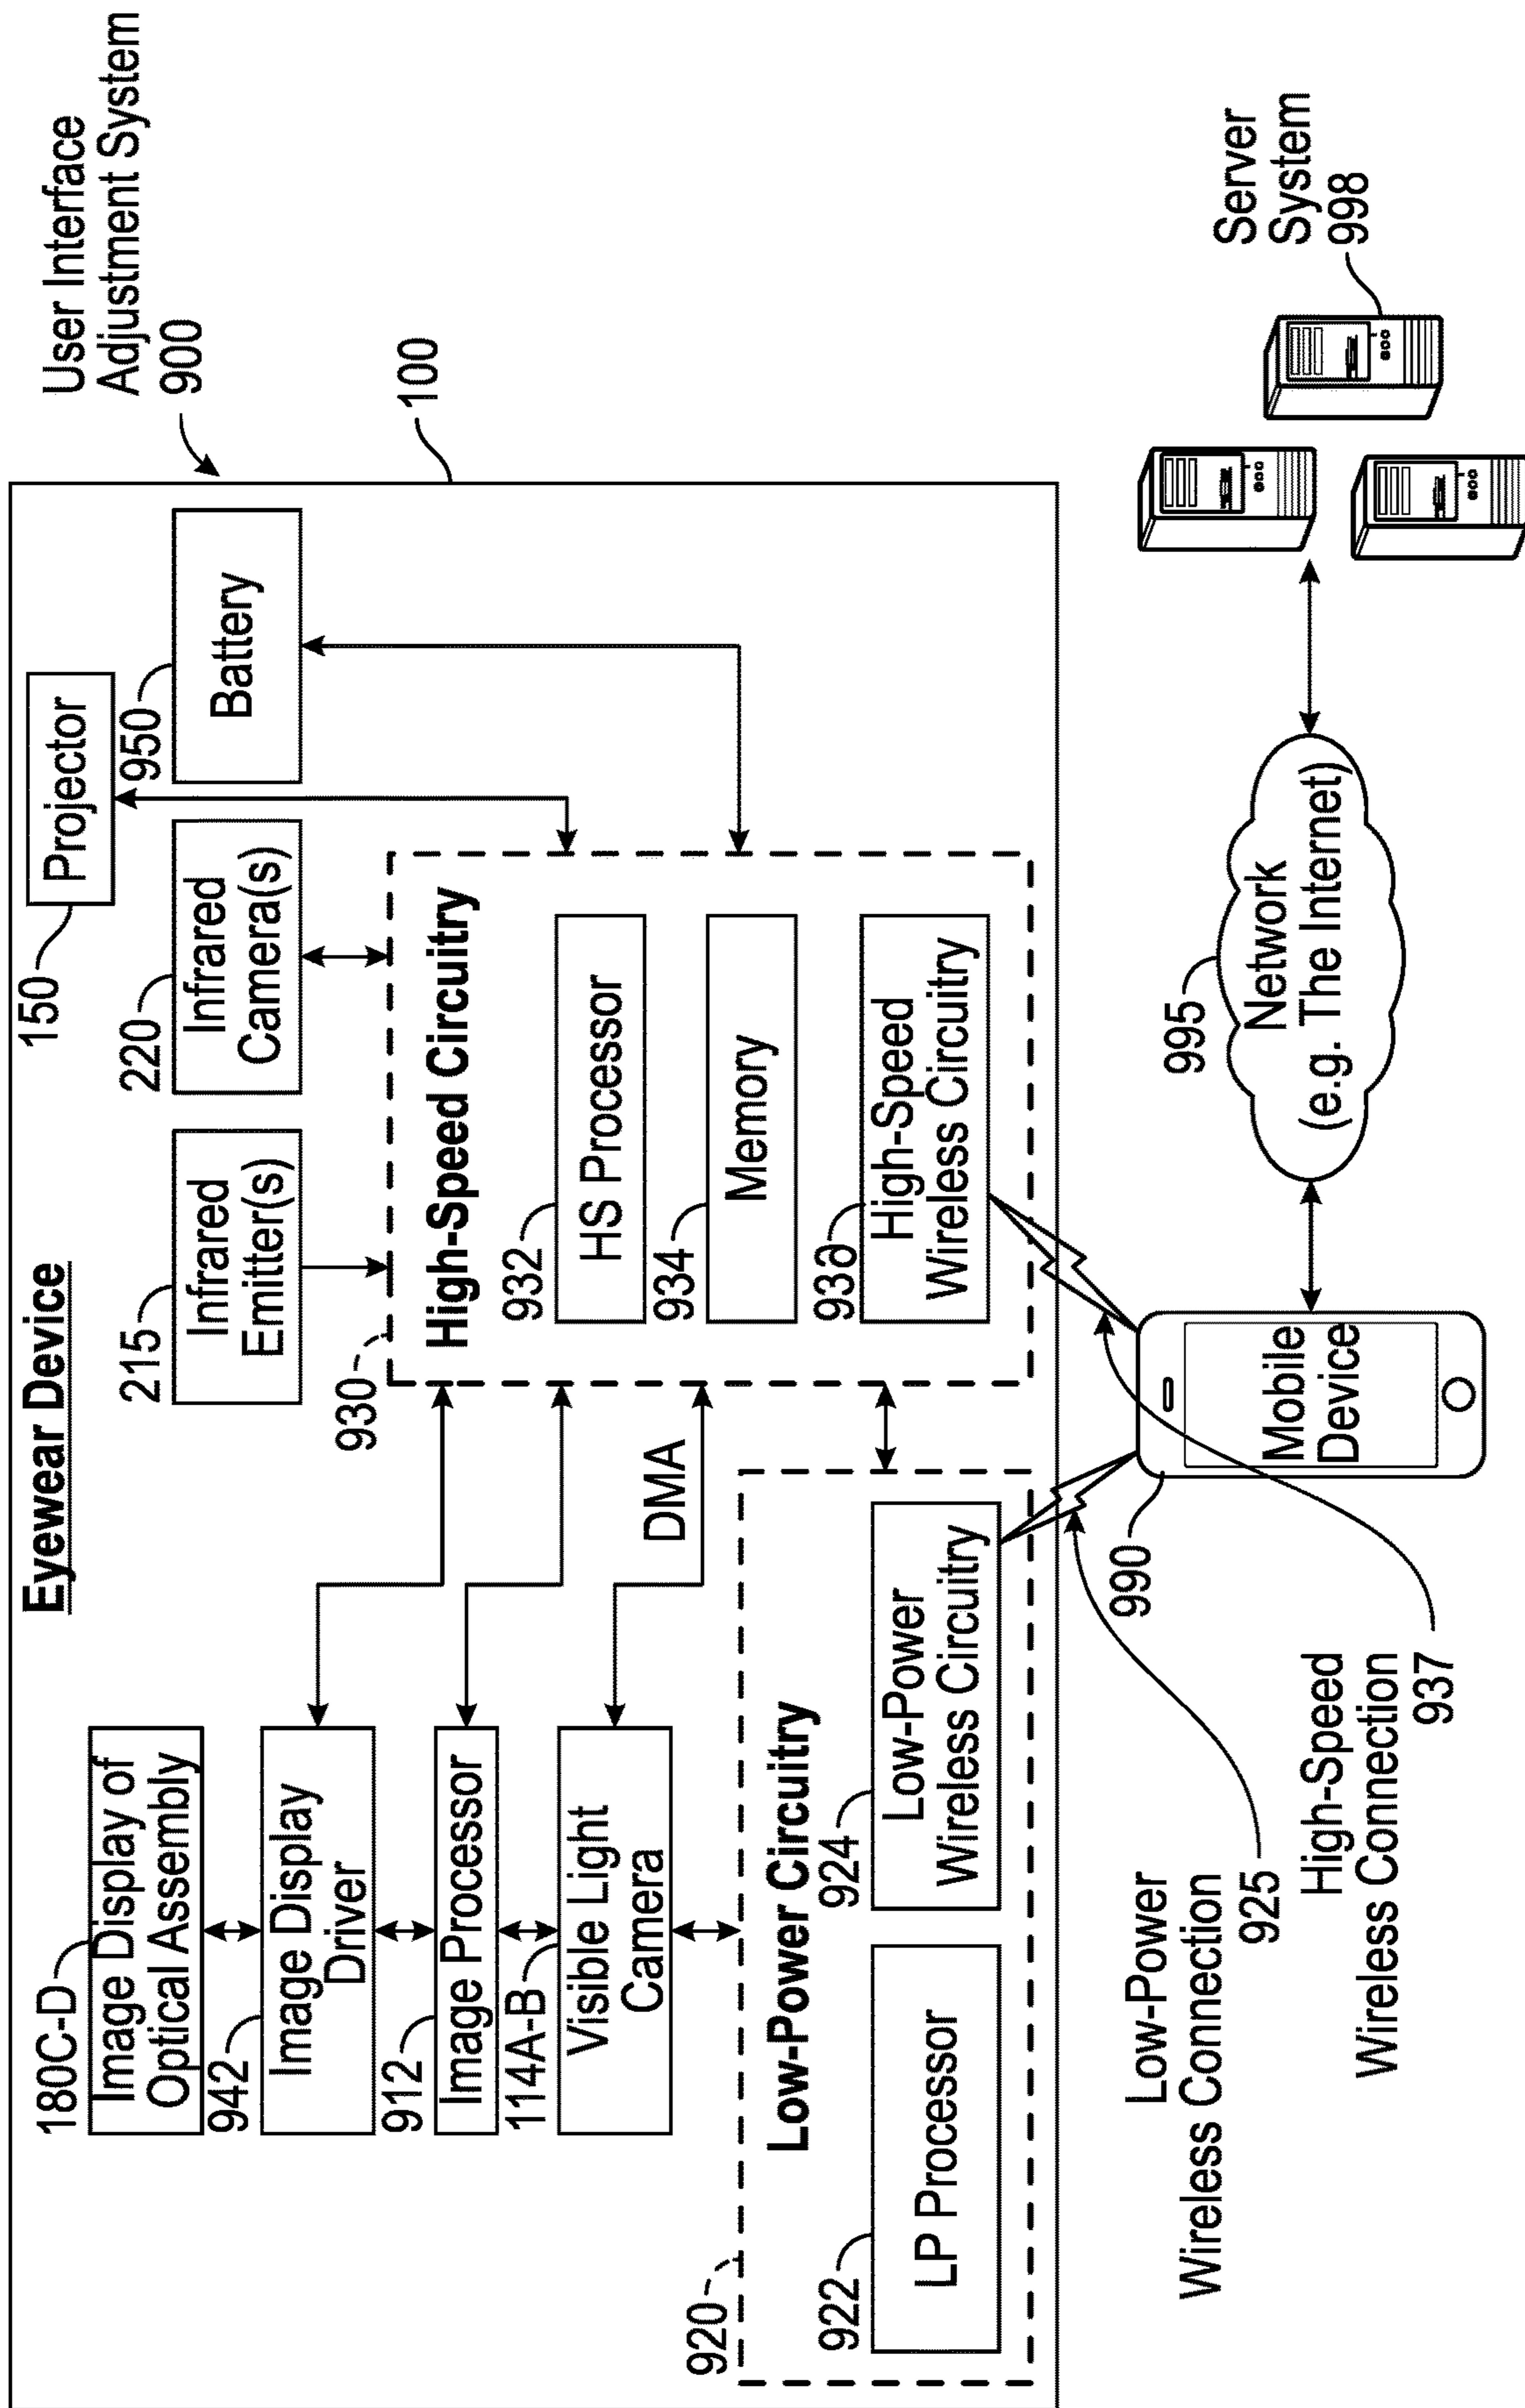 Eyewear Device
User Interface
Adjustment System
900
100
180C-D
Image Display of
Optical Assembly
942
Image Display
Driver
912
Image Processor
114A-B
Visible Light
Camera
215
Infrared
Emitter(s)
220
Infrared
Camera(s)
150
Projector
950
Battery
DMA
930
High-Speed Circuitry
932
HS Processor
934
Memory
High-Speed
Wireless Circuitry
920
Low-Power Circuitry
922
LP Processor
924
Low-Power
Wireless Circuitry
Low-Power
Wireless Connection
925
High-Speed
Wireless Connection
937
990
Mobile
Device
995
Network
(e.g. The Internet)
Server
System
998